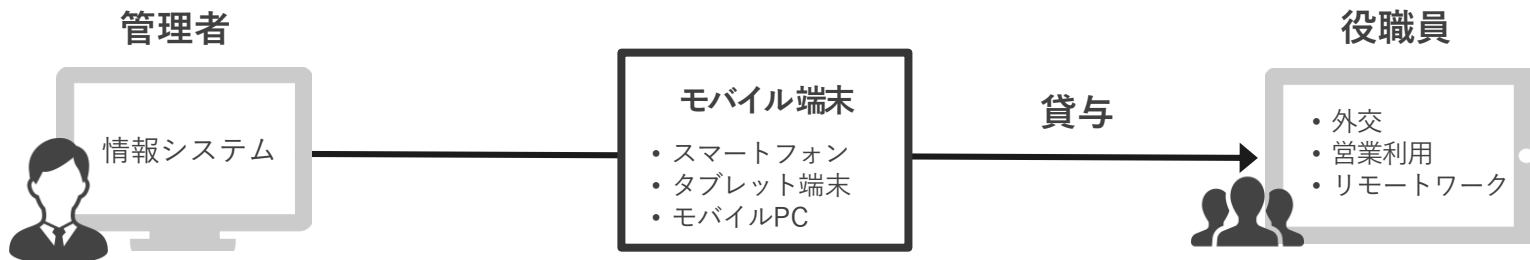 管理者
情報システム
モバイル端末
• スマートフォン
• タブレット端末
• モバイルPC
貸与
役職員
• 外交
• 営業利用
• リモートワーク